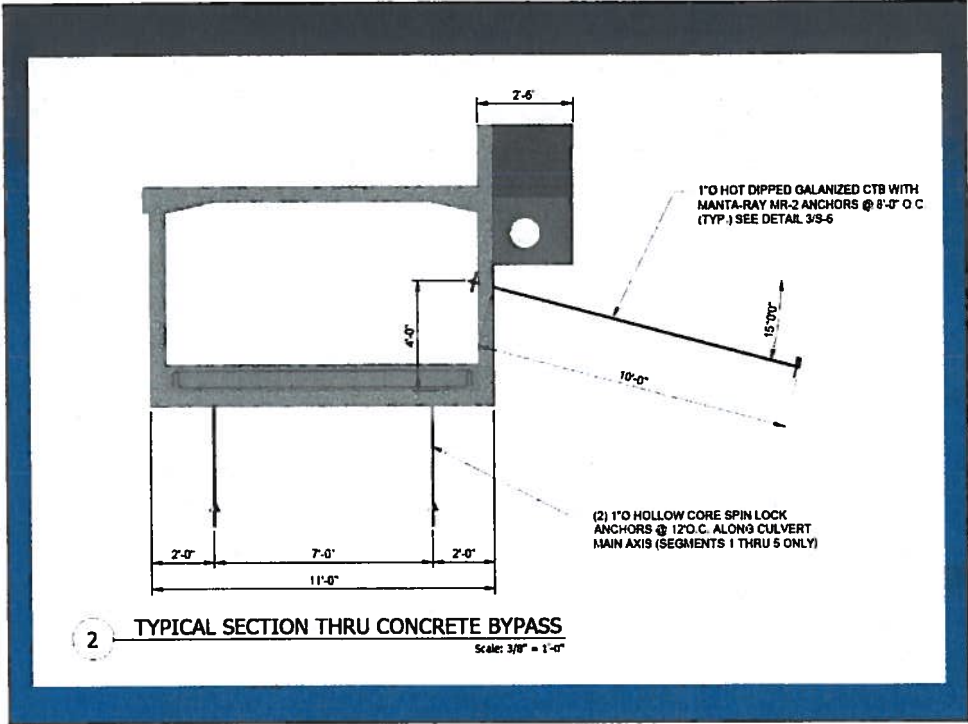 2'-6"
1"Ø HOT DIPPED GALANIZED CTB WITH
MANTA-RAY MR-2 ANCHORS @ 8'-0" O.C.
(TYP.) SEE DETAIL 3/S-6
4'-0"
15°0'0"
10'-0"
(2) 1"Ø HOLLOW CORE SPIN LOCK
ANCHORS @ 12'O.C. ALONG CULVERT
MAIN AXIS (SEGMENTS 1 THRU 5 ONLY)
2'-0"
7'-0"
2'-0"
11'-0"
2
TYPICAL SECTION THRU CONCRETE BYPASS
Scale: 3/8" = 1'-0"